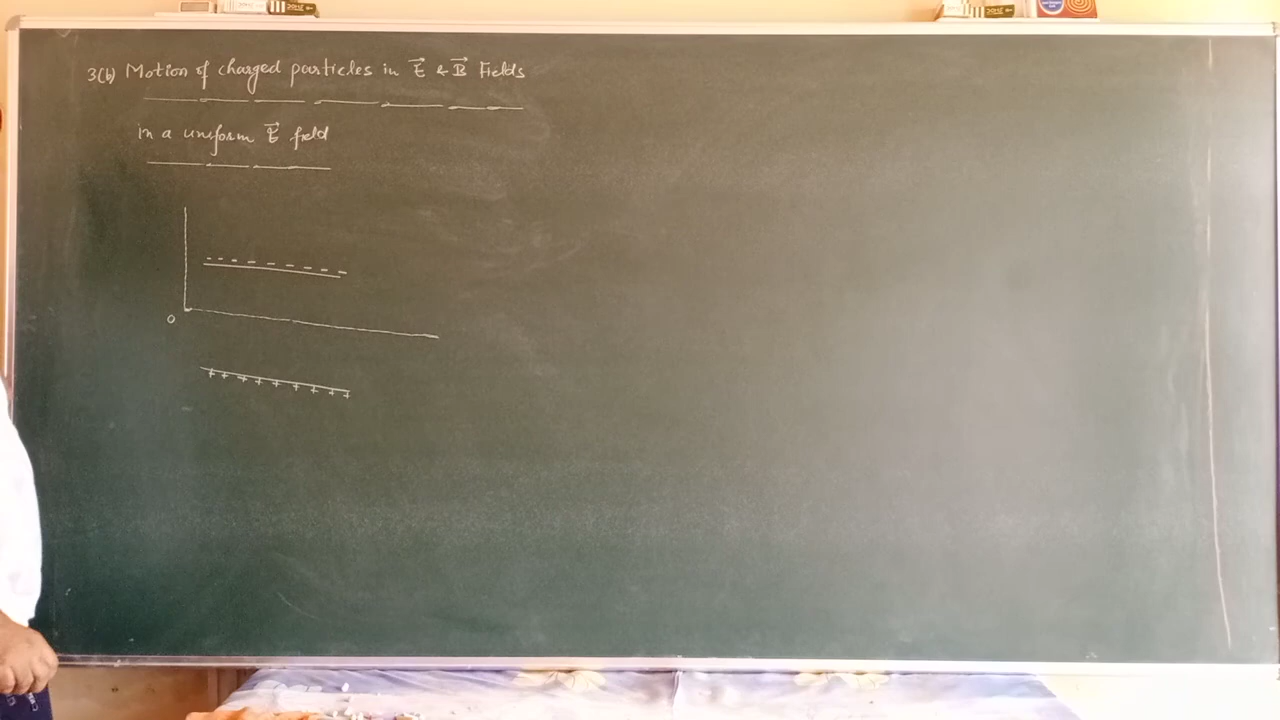 3(b) Motion of charged particles in E⃗ & B⃗ Fields
in a uniform E⃗ field
- - - - - - - - -
O
+ + + + + + + + +